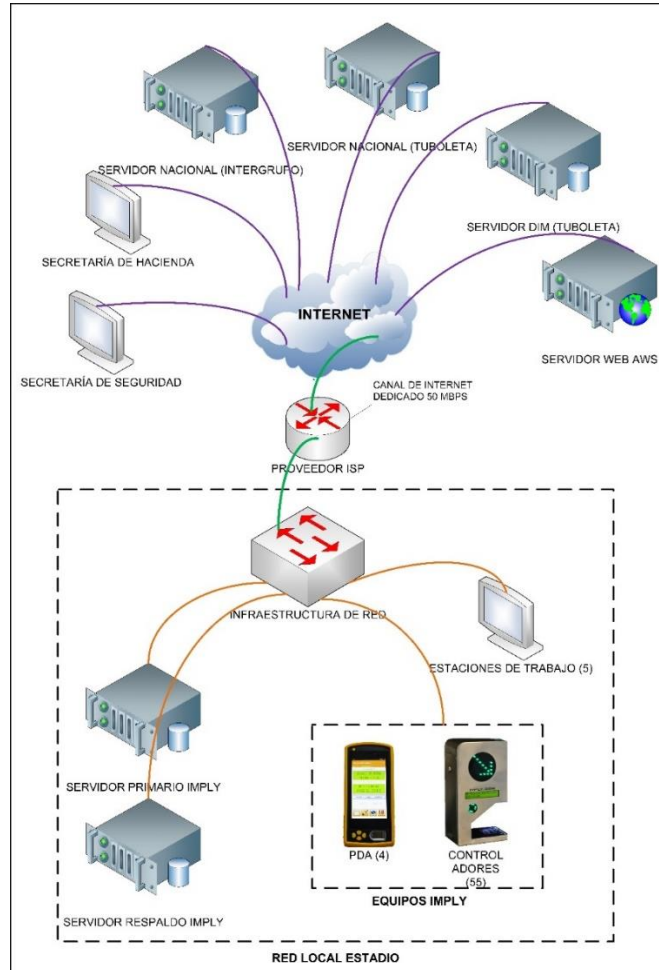 SERVIDOR NACIONAL (TUBOLETA)
SERVIDOR NACIONAL (INTERGRUPO)
SERVIDOR DIM (TUBOLETA)
SECRETARÍA DE HACIENDA
INTERNET
SERVIDOR WEB AWS
SECRETARÍA DE SEGURIDAD
CANAL DE INTERNET
DEDICADO 50 MBPS
PROVEEDOR ISP
INFRAESTRUCTURA DE RED
ESTACIONES DE TRABAJO (5)
SERVIDOR PRIMARIO IMPLY
PDA (4)
CONTROL
ADORES
(55)
EQUIPOS IMPLY
SERVIDOR RESPALDO IMPLY
RED LOCAL ESTADIO